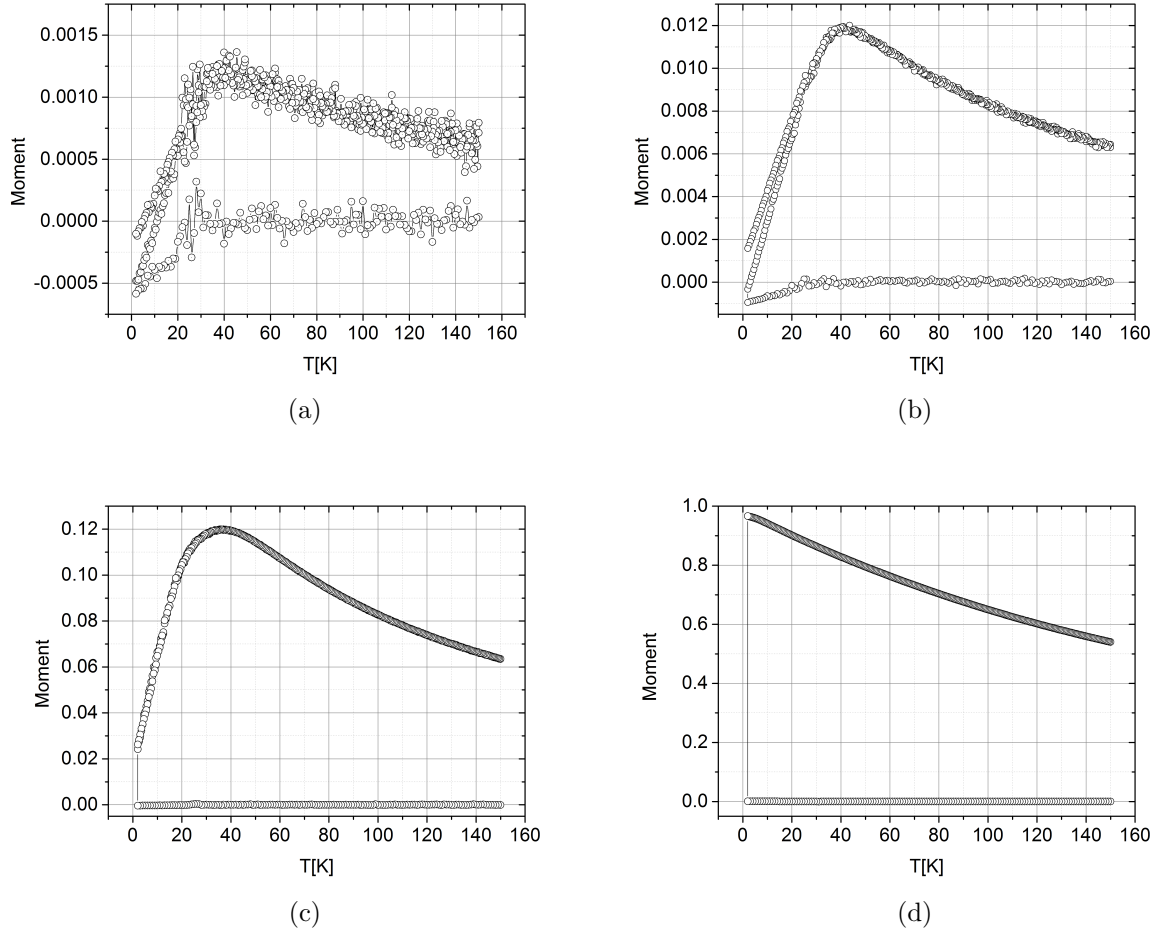 0.0015
0.0010
0.0005
0.0000
-0.0005
Moment
0 20 40 60 80 100 120 140 160
T[K]
(a)
0.012
0.010
0.008
0.006
0.004
0.002
0.000
Moment
0 20 40 60 80 100 120 140 160
T[K]
(b)
0.12
0.10
0.08
0.06
0.04
0.02
0.00
Moment
0 20 40 60 80 100 120 140 160
T[K]
(c)
1.0
0.8
0.6
0.4
0.2
0.0
Moment
0 20 40 60 80 100 120 140 160
T[K]
(d)